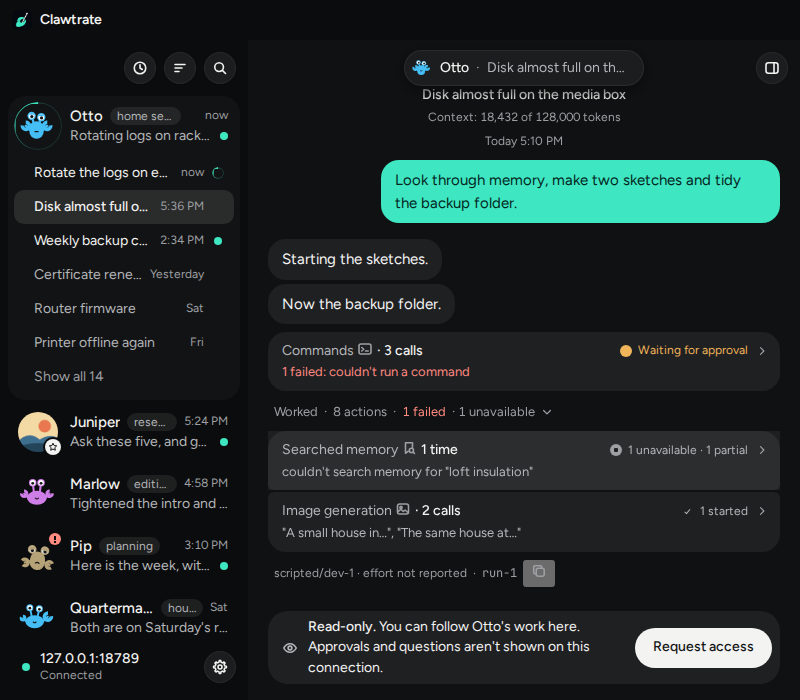 Clawtrate
Otto home se... now
Rotating logs on rack...
Rotate the logs on e... now
Disk almost full o... 5:36 PM
Weekly backup c... 2:34 PM
Certificate rene... Yesterday
Router firmware Sat
Printer offline again Fri
Show all 14
Juniper rese... 5:24 PM
Ask these five, and g...
Marlow editi... 4:58 PM
Tightened the intro and ...
Pip planning 3:10 PM
Here is the week, wit...
Quarterma... hou... Sat
Both are on Saturday's r...
127.0.0.1:18789
Connected
Otto · Disk almost full on th...
Disk almost full on the media box
Context: 18,432 of 128,000 tokens
Today 5:10 PM
Look through memory, make two sketches and tidy
the backup folder.
Starting the sketches.
Now the backup folder.
Commands · 3 calls Waiting for approval
1 failed: couldn't run a command
Worked · 8 actions · 1 failed · 1 unavailable
Searched memory 1 time 1 unavailable · 1 partial
couldn't search memory for "loft insulation"
Image generation · 2 calls 1 started
"A small house in...", "The same house at..."
scripted/dev-1 · effort not reported · run-1
Read-only. You can follow Otto's work here.
Approvals and questions aren't shown on this
connection.
Request access